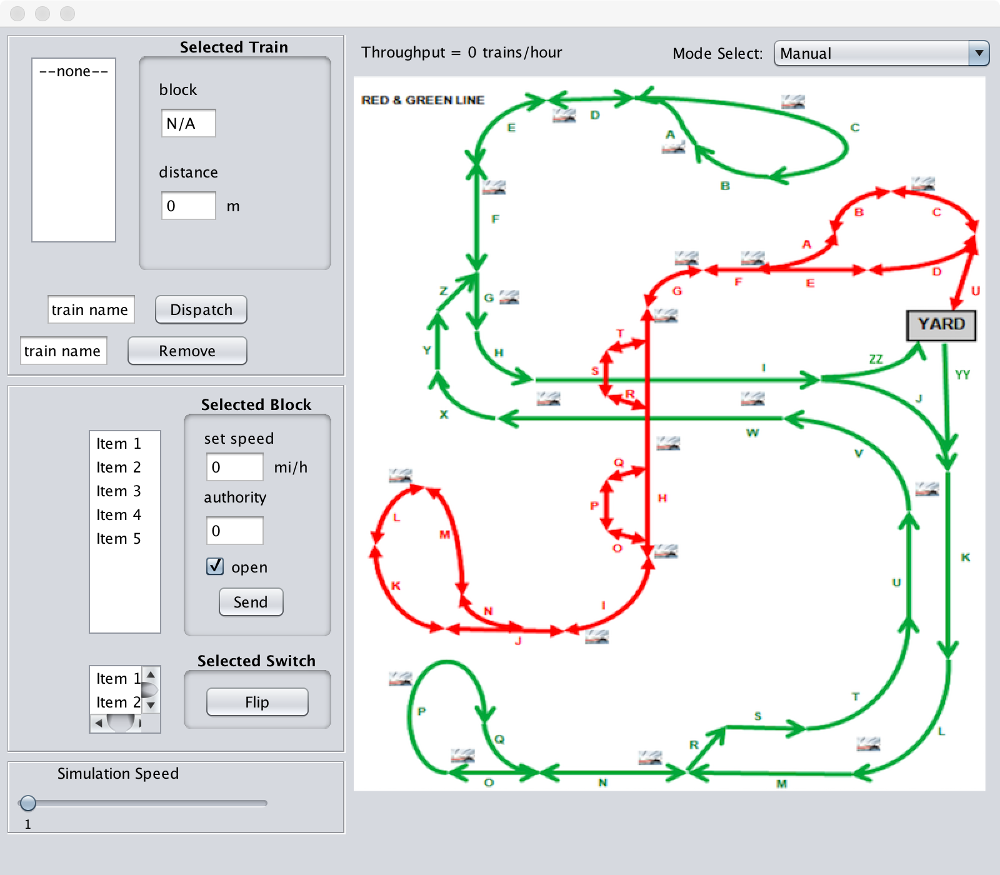 Selected Train
--none--
block
N/A
distance
0 m
train name Dispatch
train name Remove
Selected Block
Item 1
Item 2
Item 3
Item 4
Item 5
set speed
0 mi/h
authority
0
open
Send
Selected Switch
Item 1
Item 2
Flip
Simulation Speed
1
Throughput = 0 trains/hour
Mode Select: Manual
RED & GREEN LINE
D
E
A
C
B
F
B
C
A
D
G
F
E
U
Z
G
YARD
T
Y
H
S
I
ZZ
YY
R
J
X
W
V
Q
P
H
L
M
O
K
K
U
N
I
J
P
S
T
Q
R
L
O
N
M